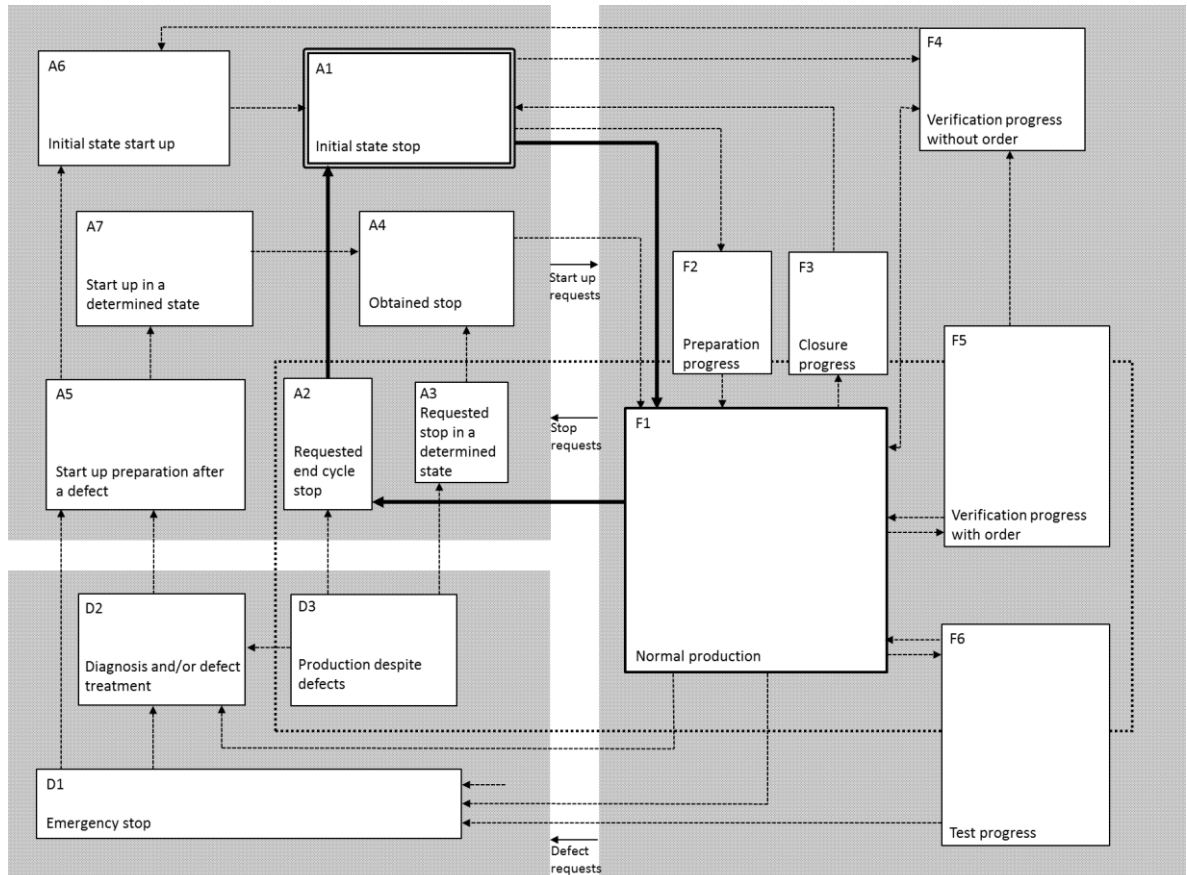 A6
Initial state start up
A1
Initial state stop
F4
Verification progress
without order
A7
Start up in a
determined state
A4
Obtained stop
Start up
requests
F2
Preparation
progress
F3
Closure
progress
F5
Verification progress
with order
A5
Start up preparation after
a defect
A2
Requested
end cycle
stop
A3
Requested
stop in a
determined
state
Stop
requests
F1
Normal production
D2
Diagnosis and/or defect
treatment
D3
Production despite
defects
F6
Test progress
D1
Emergency stop
Defect
requests